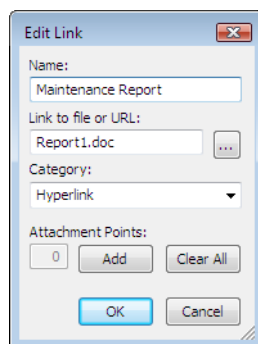 Edit Link
Name:
Maintenance Report
Link to file or URL:
Report1.doc
...
Category:
Hyperlink
Attachment Points:
0 Add Clear All
OK Cancel